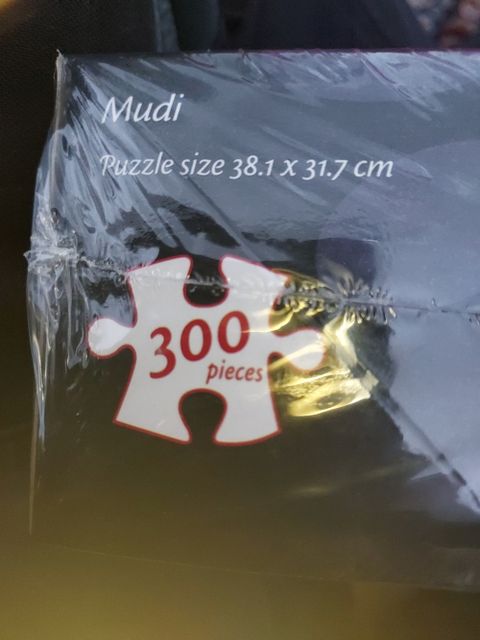 Mudi
Puzzle size 38.1 x 31.7 cm
300
pieces